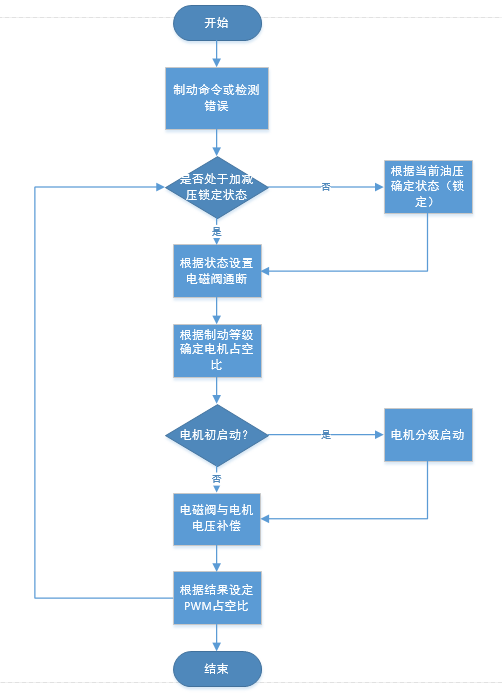 开始
制动命令或检测
错误
是否处于加减
压锁定状态
否
根据当前油压
确定状态（锁
定）
是
根据状态设置
电磁阀通断
根据制动等级
确定电机占空
比
电机初启动？
是
电机分级启动
否
电磁阀与电机
电压补偿
根据结果设定
PWM占空比
结束